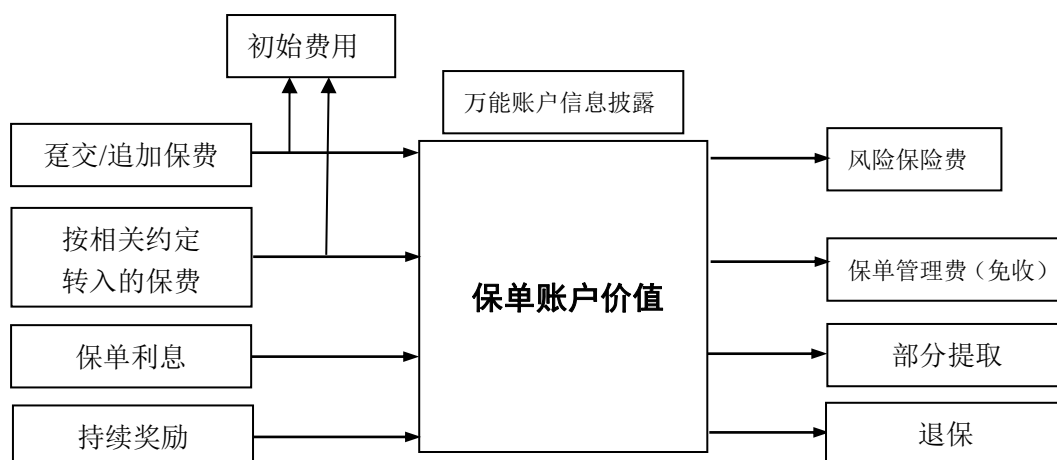 初始费用
万能账户信息披露
趸交/追加保费
按相关约定
转入的保费
保单利息
持续奖励
保单账户价值
风险保险费
保单管理费（免收）
部分提取
退保